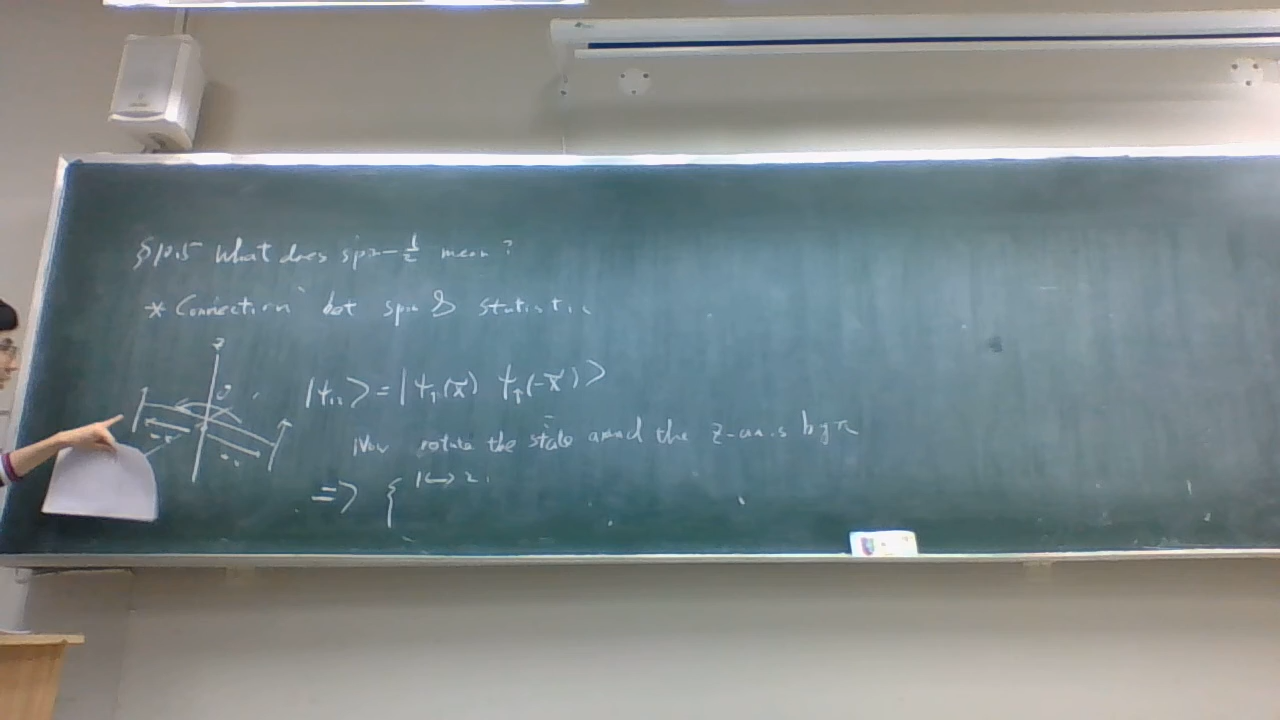 §10.5 What does spin-1/2 mean?
* Connection bet spin & statistic
z
|ψ₁₂> = |ψ↑(x⃗) ψ↑(-x⃗)>
Now rotate the state around the z-axis by π
=> { 1↔2